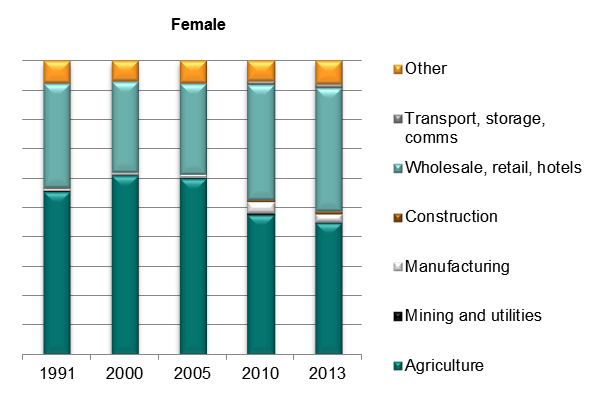 Female
Other
Transport, storage,
comms
Wholesale, retail, hotels
Construction
Manufacturing
Mining and utilities
Agriculture
1991 2000 2005 2010 2013